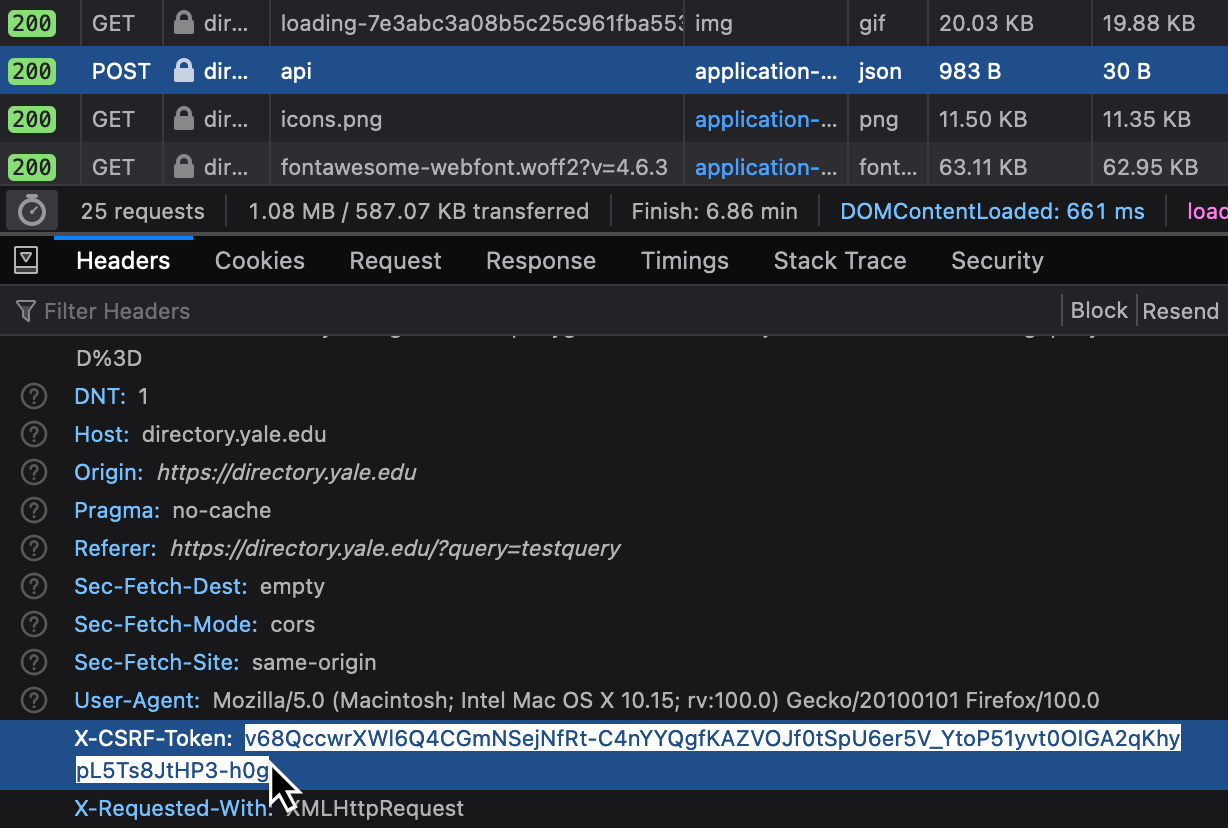 200 GET dir... loading-7e3abc3a08b5c25c961fba553 img gif 20.03 KB 19.88 KB
200 POST dir... api application-... json 983 B 30 B
200 GET dir... icons.png application-... png 11.50 KB 11.35 KB
200 GET dir... fontawesome-webfont.woff2?v=4.6.3 application-... font... 63.11 KB 62.95 KB
25 requests 1.08 MB / 587.07 KB transferred Finish: 6.86 min DOMContentLoaded: 661 ms load
Headers Cookies Request Response Timings Stack Trace Security
Filter Headers Block Resend
D%3D
DNT: 1
Host: directory.yale.edu
Origin: https://directory.yale.edu
Pragma: no-cache
Referer: https://directory.yale.edu/?query=testquery
Sec-Fetch-Dest: empty
Sec-Fetch-Mode: cors
Sec-Fetch-Site: same-origin
User-Agent: Mozilla/5.0 (Macintosh; Intel Mac OS X 10.15; rv:100.0) Gecko/20100101 Firefox/100.0
X-CSRF-Token: v68QccwrXWl6Q4CGmNSejNfRt-C4nYYQgfKAZVOJf0tSpU6er5V_YtoP51yvt0OIGA2qKhy
pL5Ts8JtHP3-h0g
X-Requested-With: XMLHttpRequest